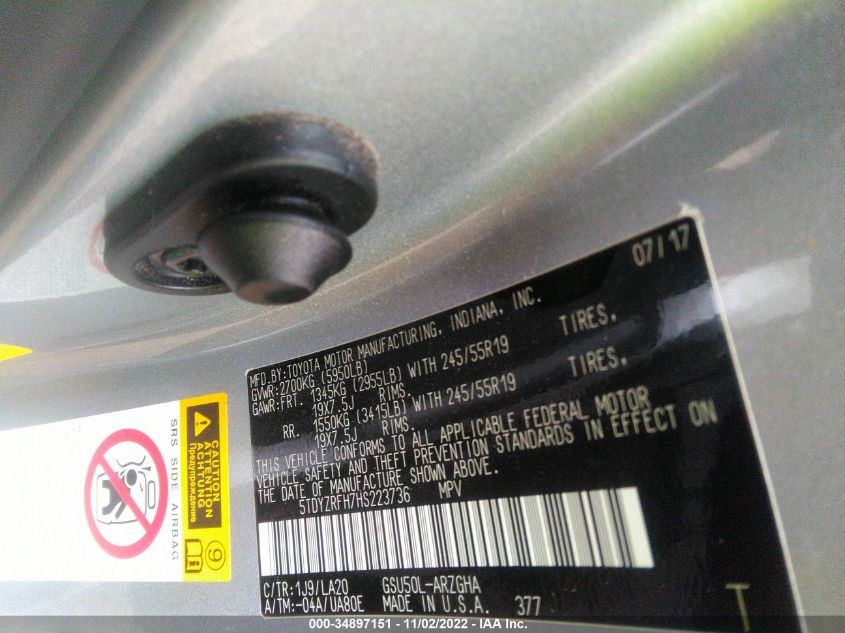 07/17
MFD.BY:TOYOTA MOTOR MANUFACTURING, INDIANA, INC.
GVWR:2700KG (5950LB)
GAWR:FRT. 1345KG (2955LB) WITH 245/55R19 TIRES.
19X7.5J RIMS.
RR. 1550KG (3415LB) WITH 245/55R19 TIRES.
19X7.5J RIMS.
THIS VEHICLE CONFORMS TO ALL APPLICABLE FEDERAL MOTOR
VEHICLE SAFETY AND THEFT PREVENTION STANDARDS IN EFFECT ON
THE DATE OF MANUFACTURE SHOWN ABOVE.
5TDYZRFH7HS223736 MPV
C/TR:1J9/LA20 GSU50L-ARZGHA
A/TM:-04A/UA80E MADE IN U.S.A. 377 T
CAUTION
ATTENTION
ACHTUNG
Предупреждение
SRS SIDE AIRBAG
9
000-34897151 - 11/02/2022 - IAA Inc.